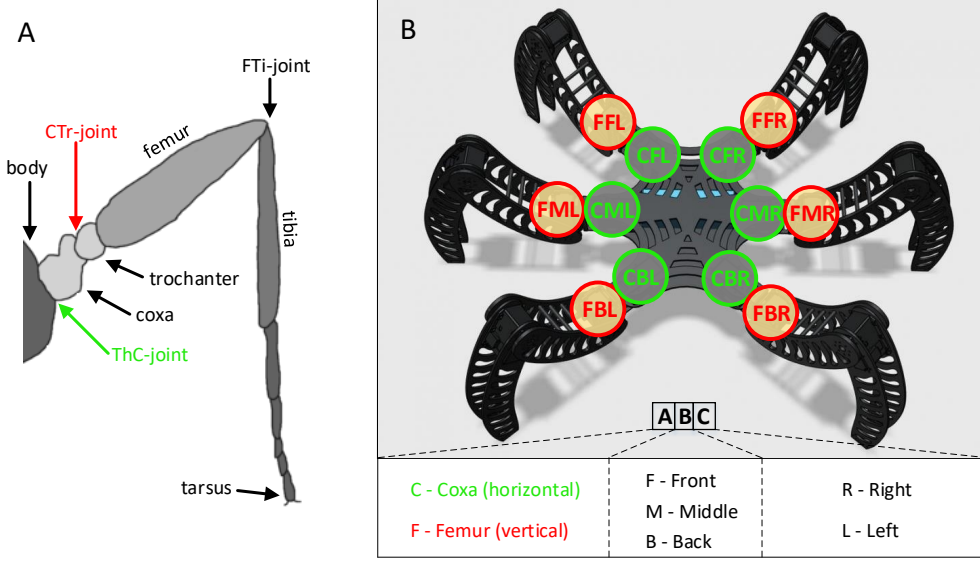 A
FTi-joint
CTr-joint
femur
body
tibia
trochanter
coxa
ThC-joint
tarsus
B
FFL
FFR
CFL
CFR
FML
CML
CMR
FMR
CBL
CBR
FBL
FBR
A B C
C - Coxa (horizontal)
F - Femur (vertical)
F - Front
M - Middle
B - Back
R - Right
L - Left